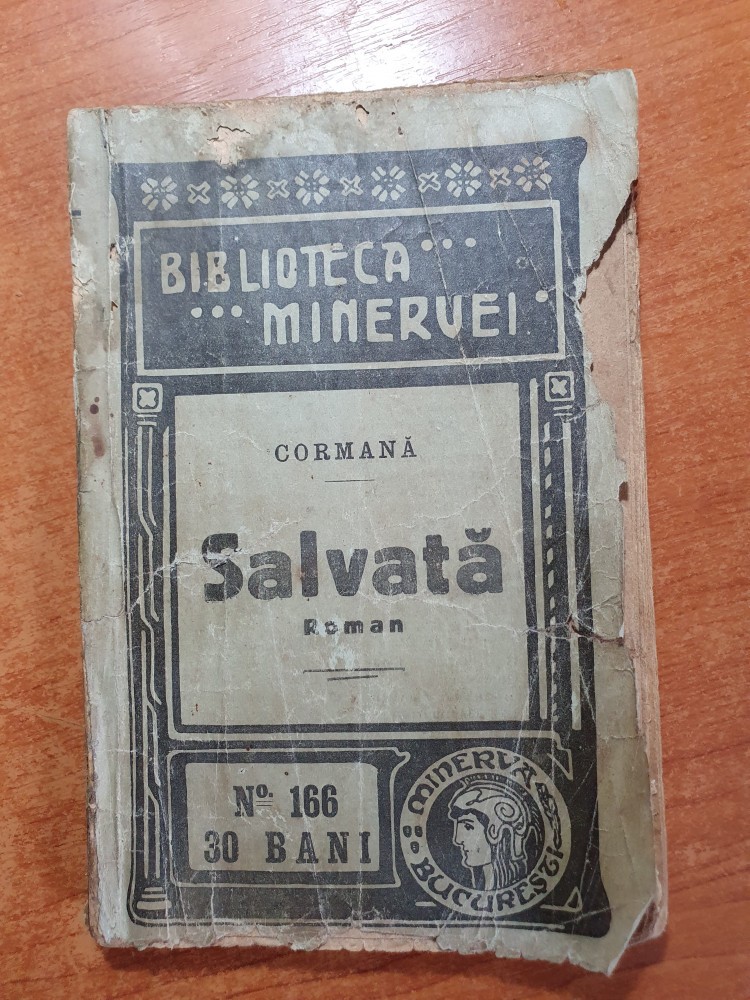 BIBLIOTECA
MINERVEI
CORMANĂ
Salvată
Roman
Nº. 166
30 BANI
MINERVA
BUCUREȘTI